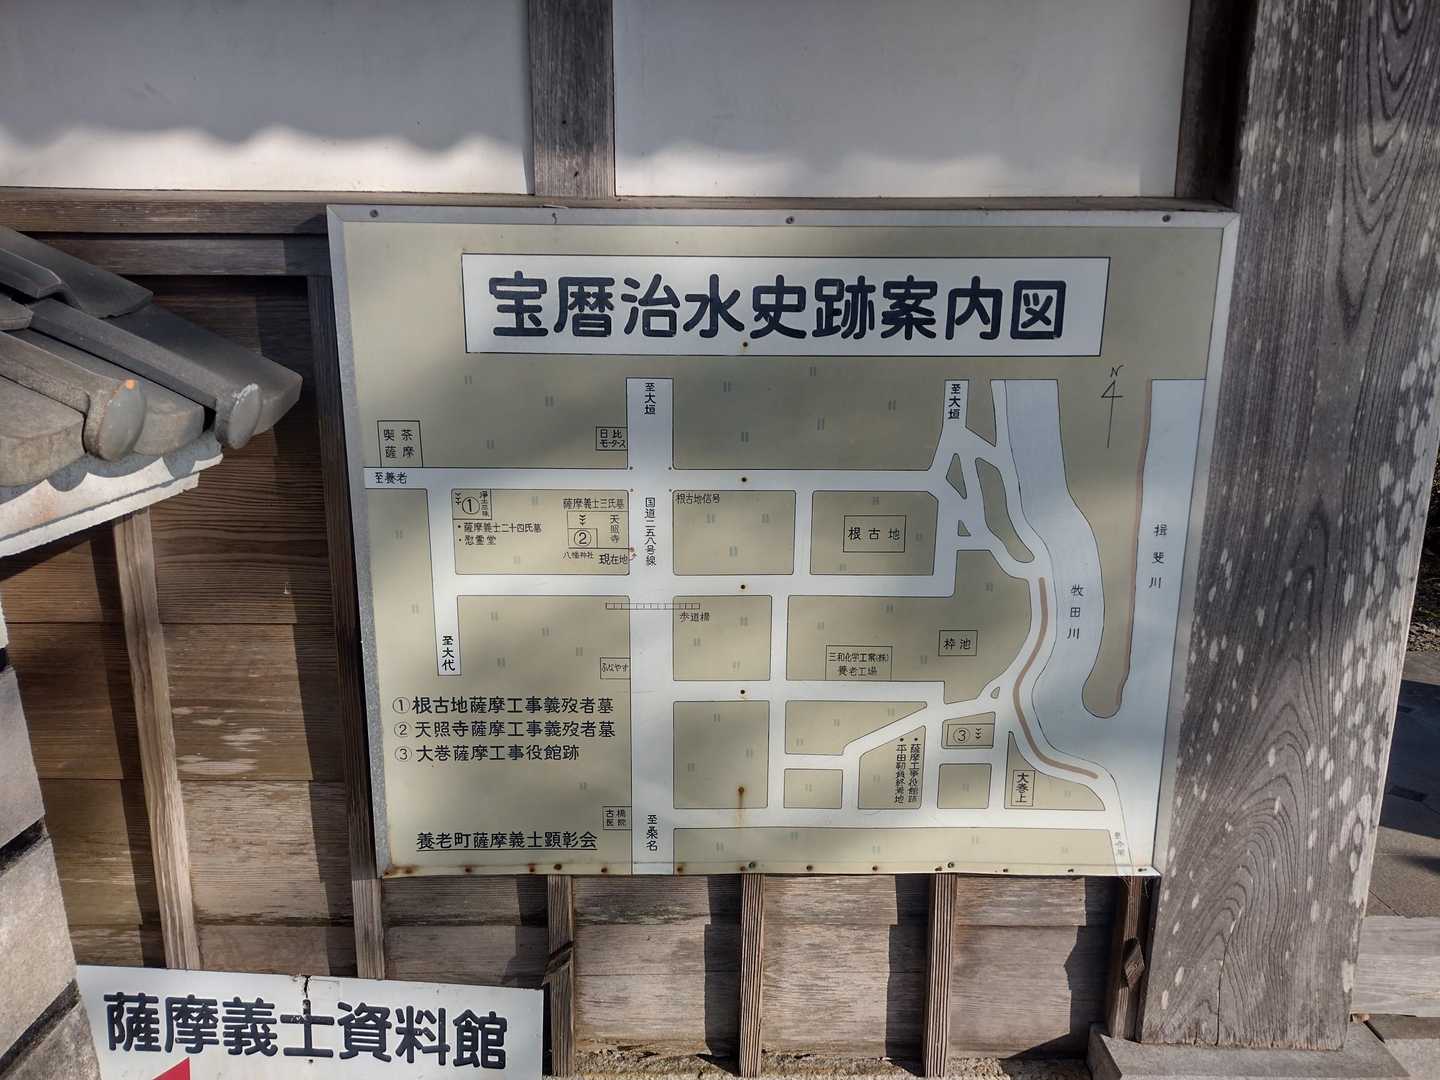 宝暦治水史跡案内図
至大垣
至大垣
N
喫茶
薩摩
日比
モータース
至養老
①
浄土三昧
・薩摩義士二十四氏墓
・慰霊堂
薩摩義士三氏墓
天照寺
②
八幡神社
現在地
国道二五八号線
根古地信号
根古地
揖斐川
牧田川
歩道橋
至大代
ふなやす
三和化学工業(株)
養老工場
枠池
①根古地薩摩工事義歿者墓
②天照寺薩摩工事義歿者墓
③大巻薩摩工事役館跡
③
・薩摩工事役館跡
・平田靭負終焉地
大巻上
古橋
医院
至桑名
養老町薩摩義士顕彰会
薩摩義士資料館